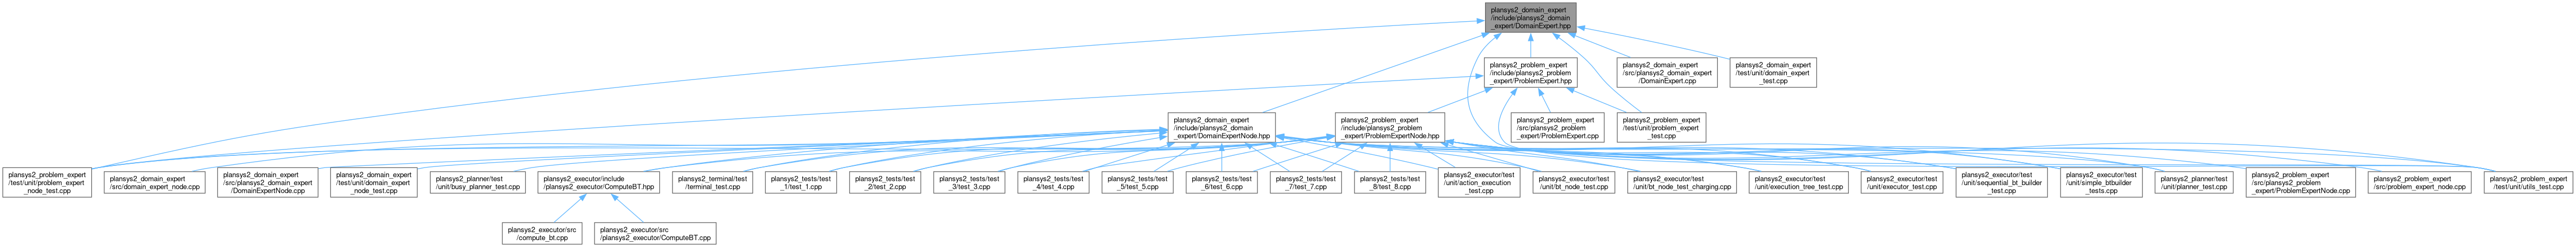 plansys2_domain_expert
/include/plansys2_domain
_expert/DomainExpert.hpp
plansys2_problem_expert
/include/plansys2_problem
_expert/ProblemExpert.hpp
plansys2_domain_expert
/src/plansys2_domain_expert
/DomainExpert.cpp
plansys2_domain_expert
/test/unit/domain_expert
_test.cpp
plansys2_domain_expert
/include/plansys2_domain
_expert/DomainExpertNode.hpp
plansys2_problem_expert
/include/plansys2_problem
_expert/ProblemExpertNode.hpp
plansys2_problem_expert
/src/plansys2_problem
_expert/ProblemExpert.cpp
plansys2_problem_expert
/test/unit/problem_expert
_test.cpp
plansys2_problem_expert
/test/unit/problem_expert
_node_test.cpp
plansys2_domain_expert
/src/domain_expert_node.cpp
plansys2_domain_expert
/src/plansys2_domain_expert
/DomainExpertNode.cpp
plansys2_domain_expert
/test/unit/domain_expert
_node_test.cpp
plansys2_planner/test
/unit/busy_planner_test.cpp
plansys2_executor/include
/plansys2_executor/ComputeBT.hpp
plansys2_terminal/test
/terminal_test.cpp
plansys2_tests/test
_1/test_1.cpp
plansys2_tests/test
_2/test_2.cpp
plansys2_tests/test
_3/test_3.cpp
plansys2_tests/test
_4/test_4.cpp
plansys2_tests/test
_5/test_5.cpp
plansys2_tests/test
_6/test_6.cpp
plansys2_tests/test
_7/test_7.cpp
plansys2_tests/test
_8/test_8.cpp
plansys2_executor/test
/unit/action_execution
_test.cpp
plansys2_executor/test
/unit/bt_node_test.cpp
plansys2_executor/test
/unit/bt_node_test_charging.cpp
plansys2_executor/test
/unit/execution_tree_test.cpp
plansys2_executor/test
/unit/executor_test.cpp
plansys2_executor/test
/unit/sequential_bt_builder
_test.cpp
plansys2_executor/test
/unit/simple_btbuilder
_tests.cpp
plansys2_planner/test
/unit/planner_test.cpp
plansys2_problem_expert
/src/plansys2_problem
_expert/ProblemExpertNode.cpp
plansys2_problem_expert
/src/problem_expert_node.cpp
plansys2_problem_expert
/test/unit/utils_test.cpp
plansys2_executor/src
/compute_bt.cpp
plansys2_executor/src
/plansys2_executor/ComputeBT.cpp